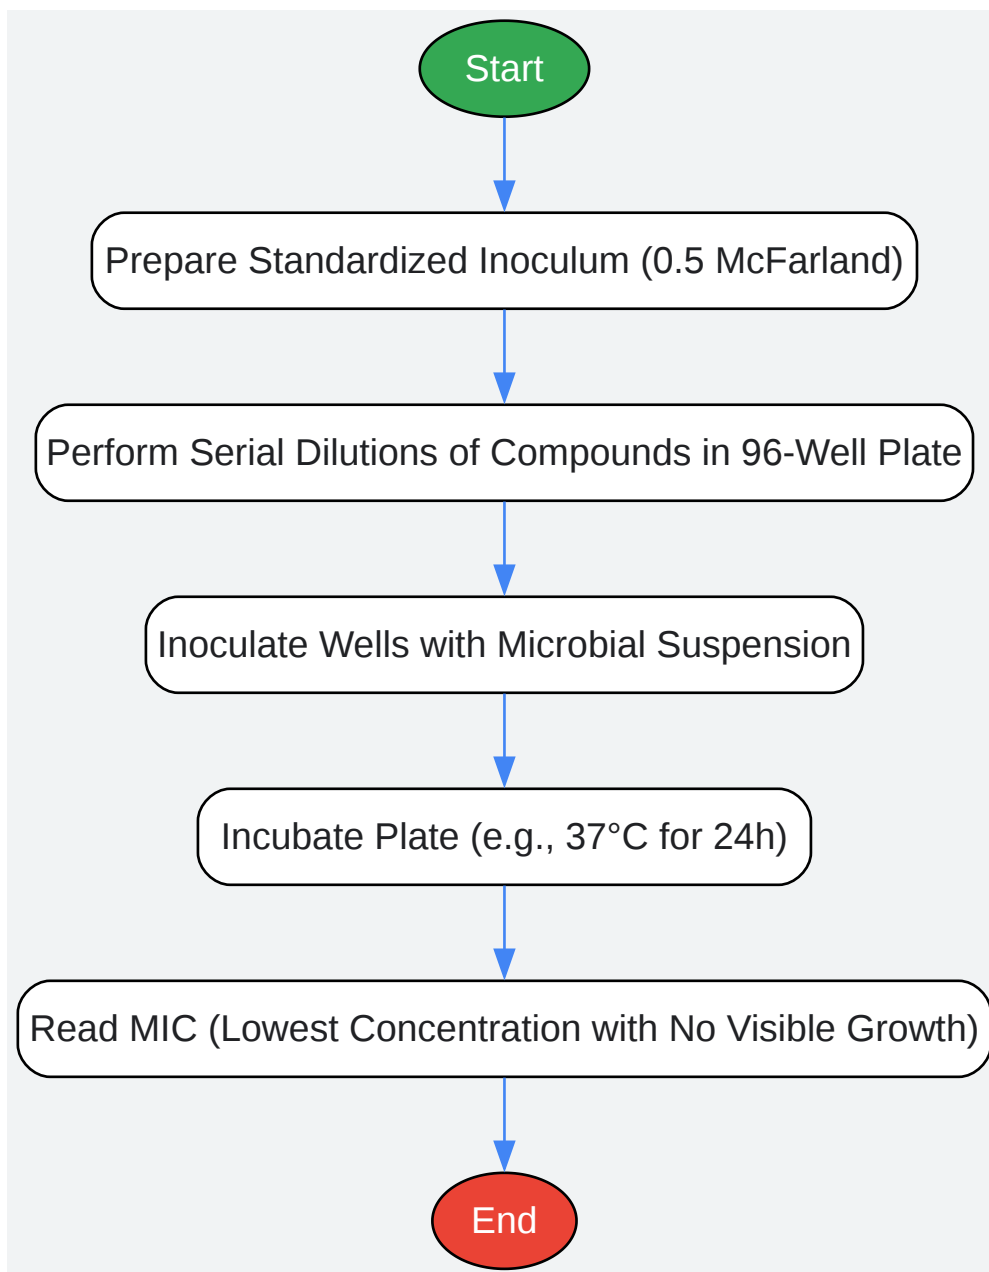 Start
Prepare Standardized Inoculum (0.5 McFarland)
Perform Serial Dilutions of Compounds in 96-Well Plate
Inoculate Wells with Microbial Suspension
Incubate Plate (e.g., 37°C for 24h)
Read MIC (Lowest Concentration with No Visible Growth)
End